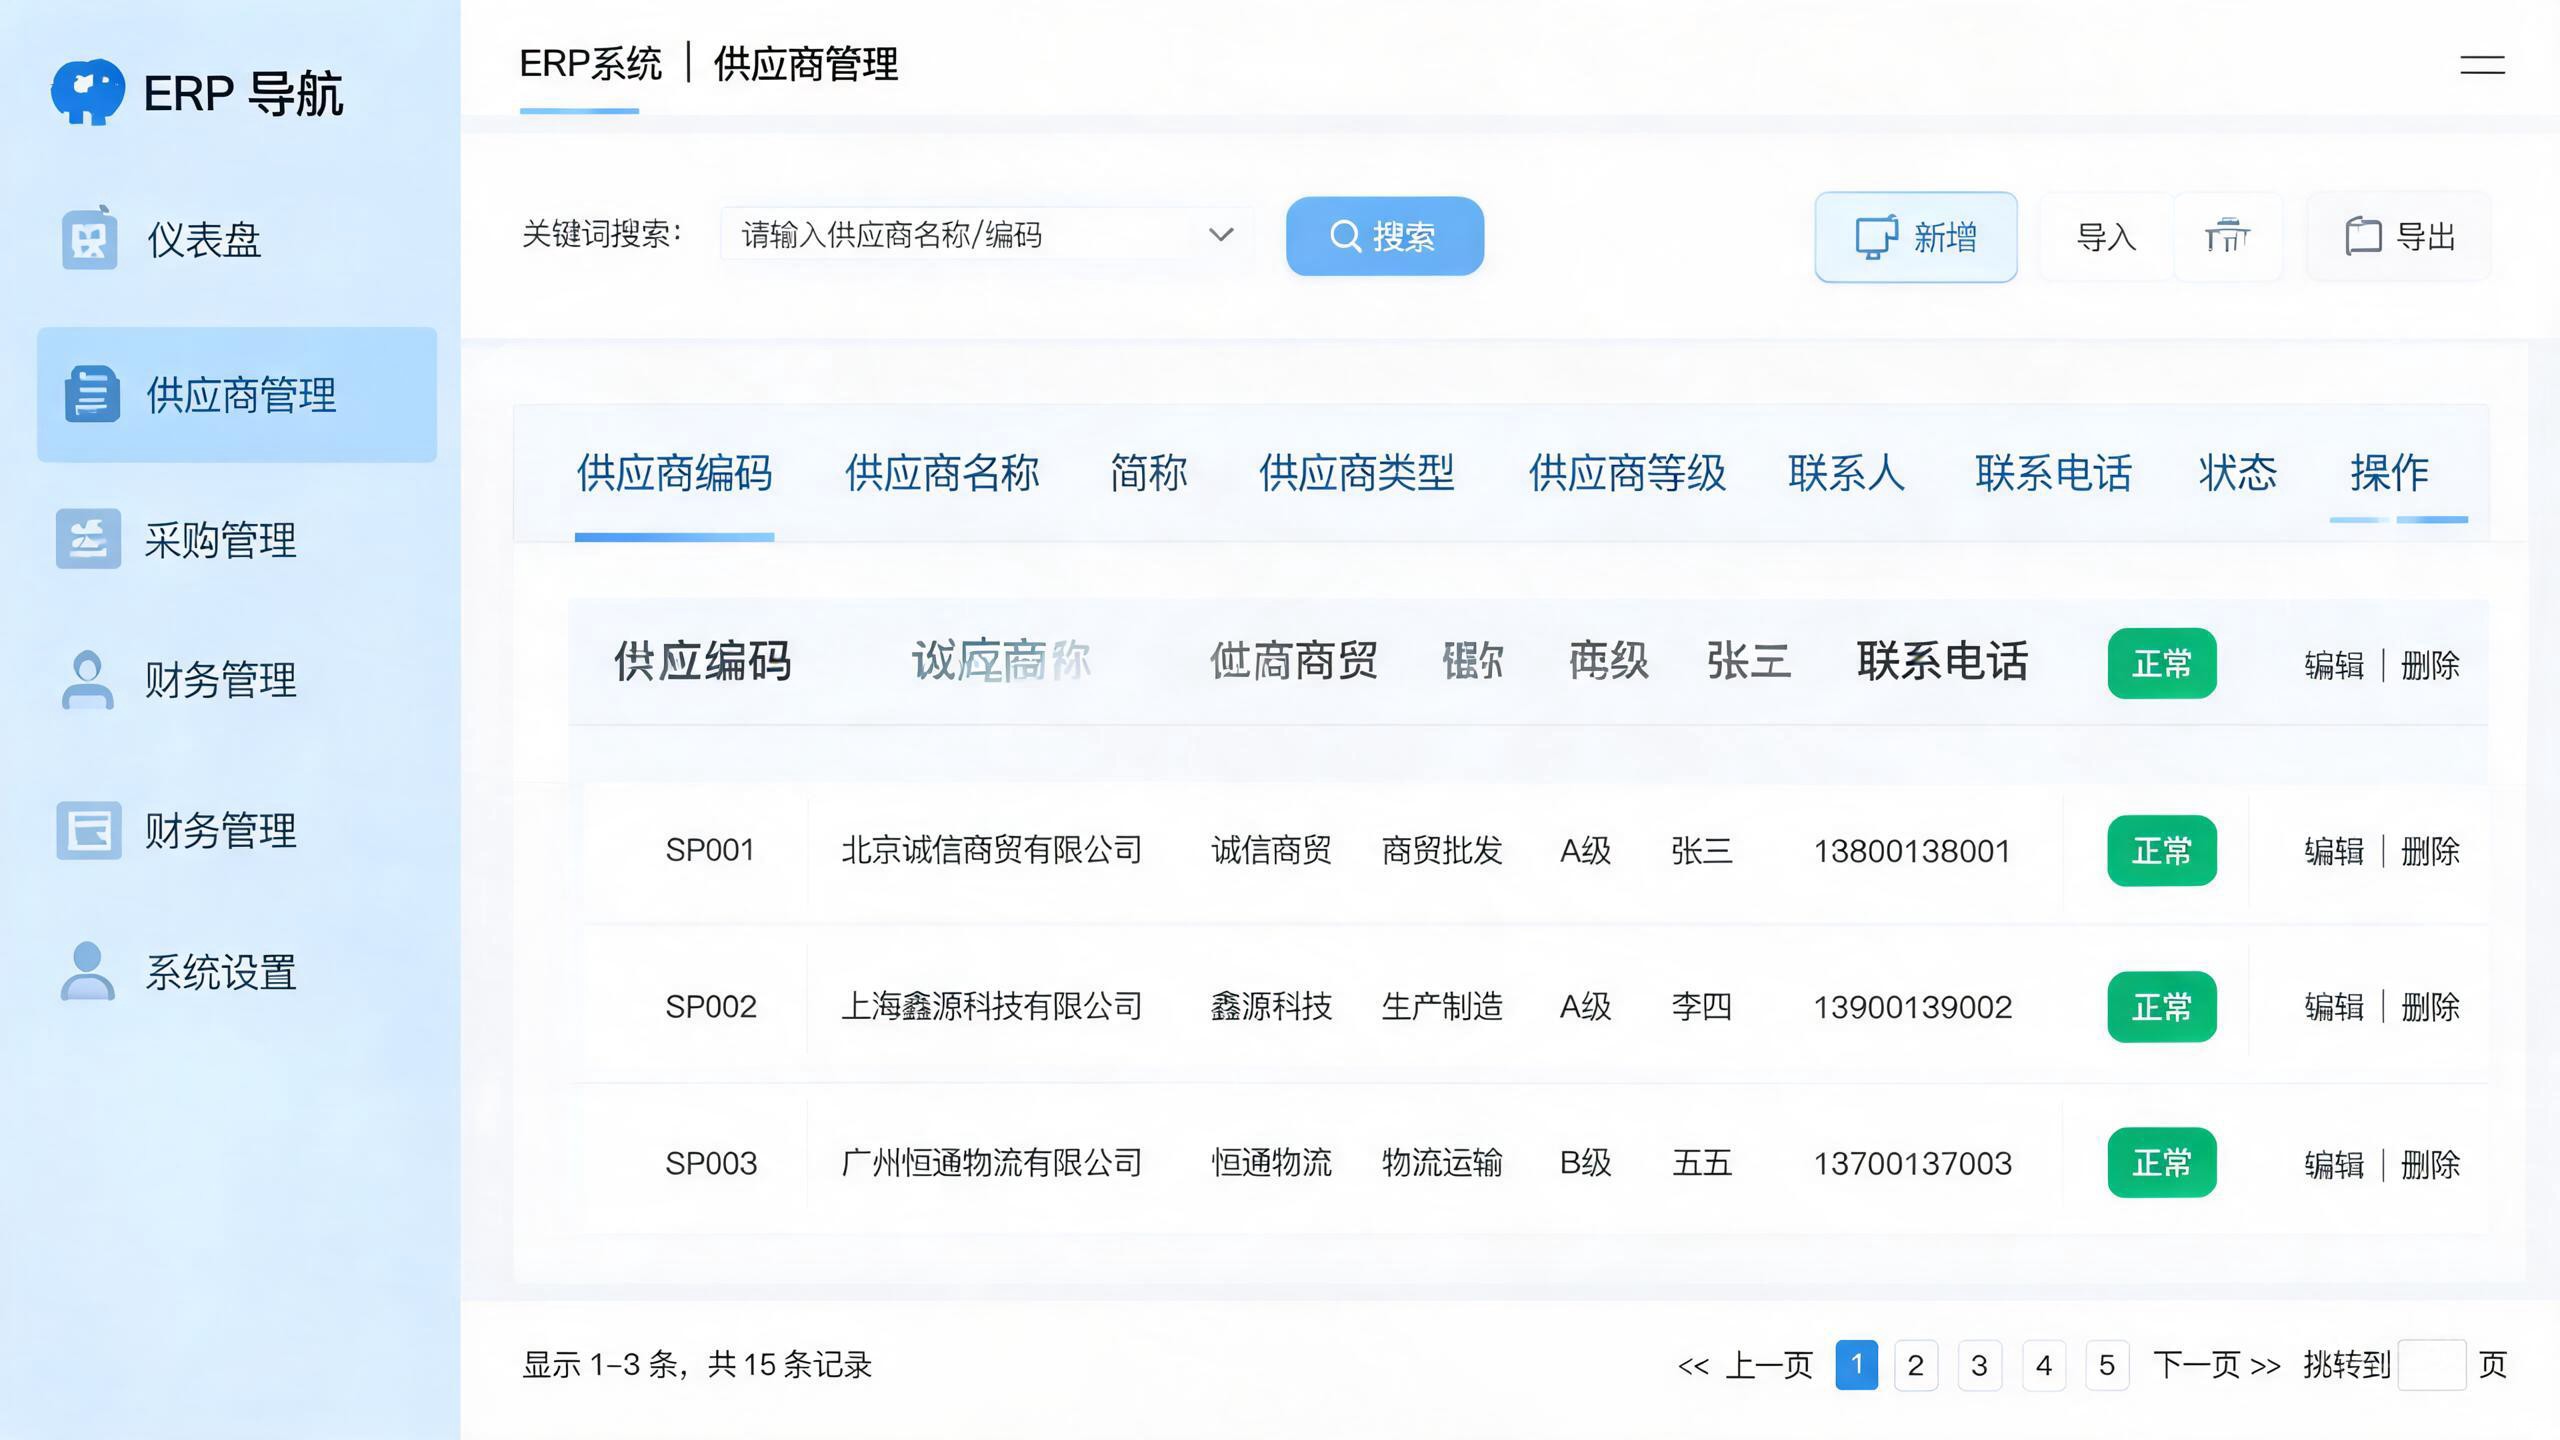 ERP 导航
仪表盘
供应商管理
采购管理
财务管理
财务管理
系统设置
ERP系统 | 供应商管理
关键词搜索： 请输入供应商名称/编码 搜索 新增 导入 导出
供应商编码 供应商名称 简称 供应商类型 供应商等级 联系人 联系电话 状态 操作
供应编码 商贸 级 张三 联系电话 正常 编辑 | 删除
SP001 北京诚信商贸有限公司 诚信商贸 商贸批发 A级 张三 13800138001 正常 编辑 | 删除
SP002 上海鑫源科技有限公司 鑫源科技 生产制造 A级 李四 13900139002 正常 编辑 | 删除
SP003 广州恒通物流有限公司 恒通物流 物流运输 B级 五五 13700137003 正常 编辑 | 删除
显示 1–3 条，共 15 条记录 << 上一页 1 2 3 4 5 下一页 >> 挑转到 页